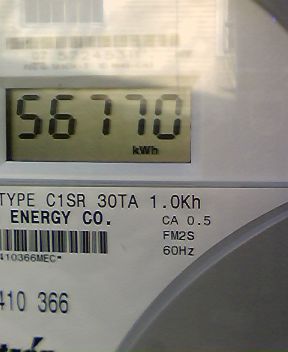 56770
kWh
TYPE C1SR 30TA 1.0Kh
ENERGY CO. CA 0.5
FM2S
410366MEC* 60Hz
410 366